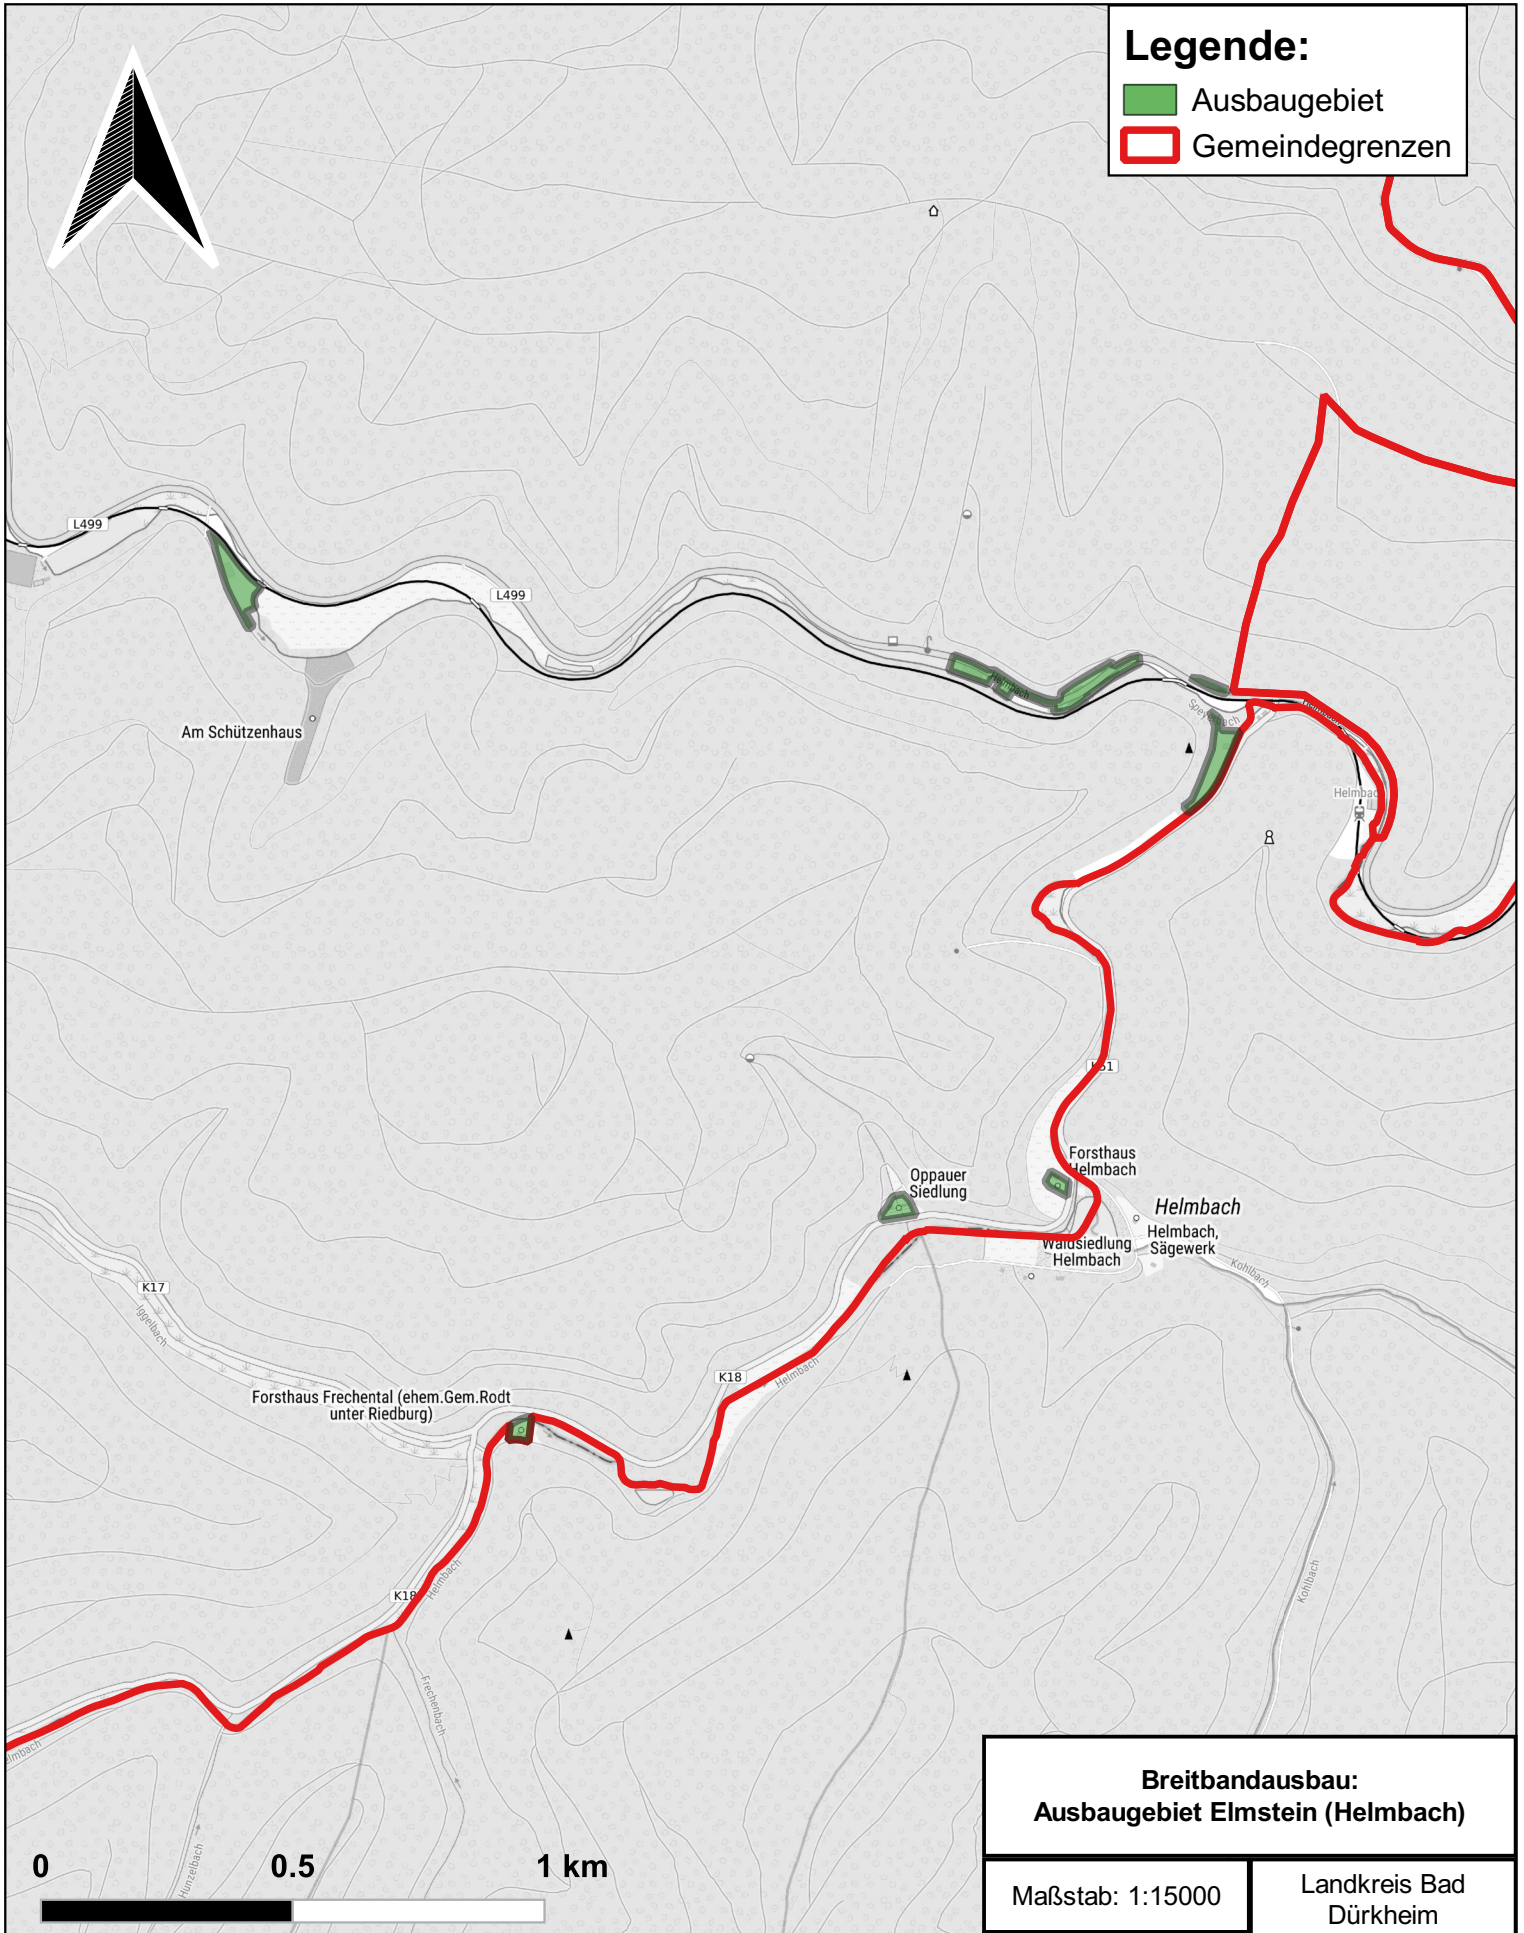 Legende:
Ausbaugebiet
Gemeindegrenzen
L499
L499
Helmbach
Speyerbach
Am Schützenhaus
Helmbach
Forsthaus
Helmbach
Oppauer
Siedlung
Helmbach
Helmbach,
Sägewerk
Waldsiedlung
Helmbach
Kohlbach
K17
Iggelbach
K18
Helmbach
Forsthaus Frechental (ehem.Gem.Rodt
unter Riedburg)
K18
Helmbach
Kohlbach
Frechenbach
Helmbach
Hunzelbach
Breitbandausbau:
Ausbaugebiet Elmstein (Helmbach)
Maßstab: 1:15000
Landkreis Bad
Dürkheim
0 0.5 1 km